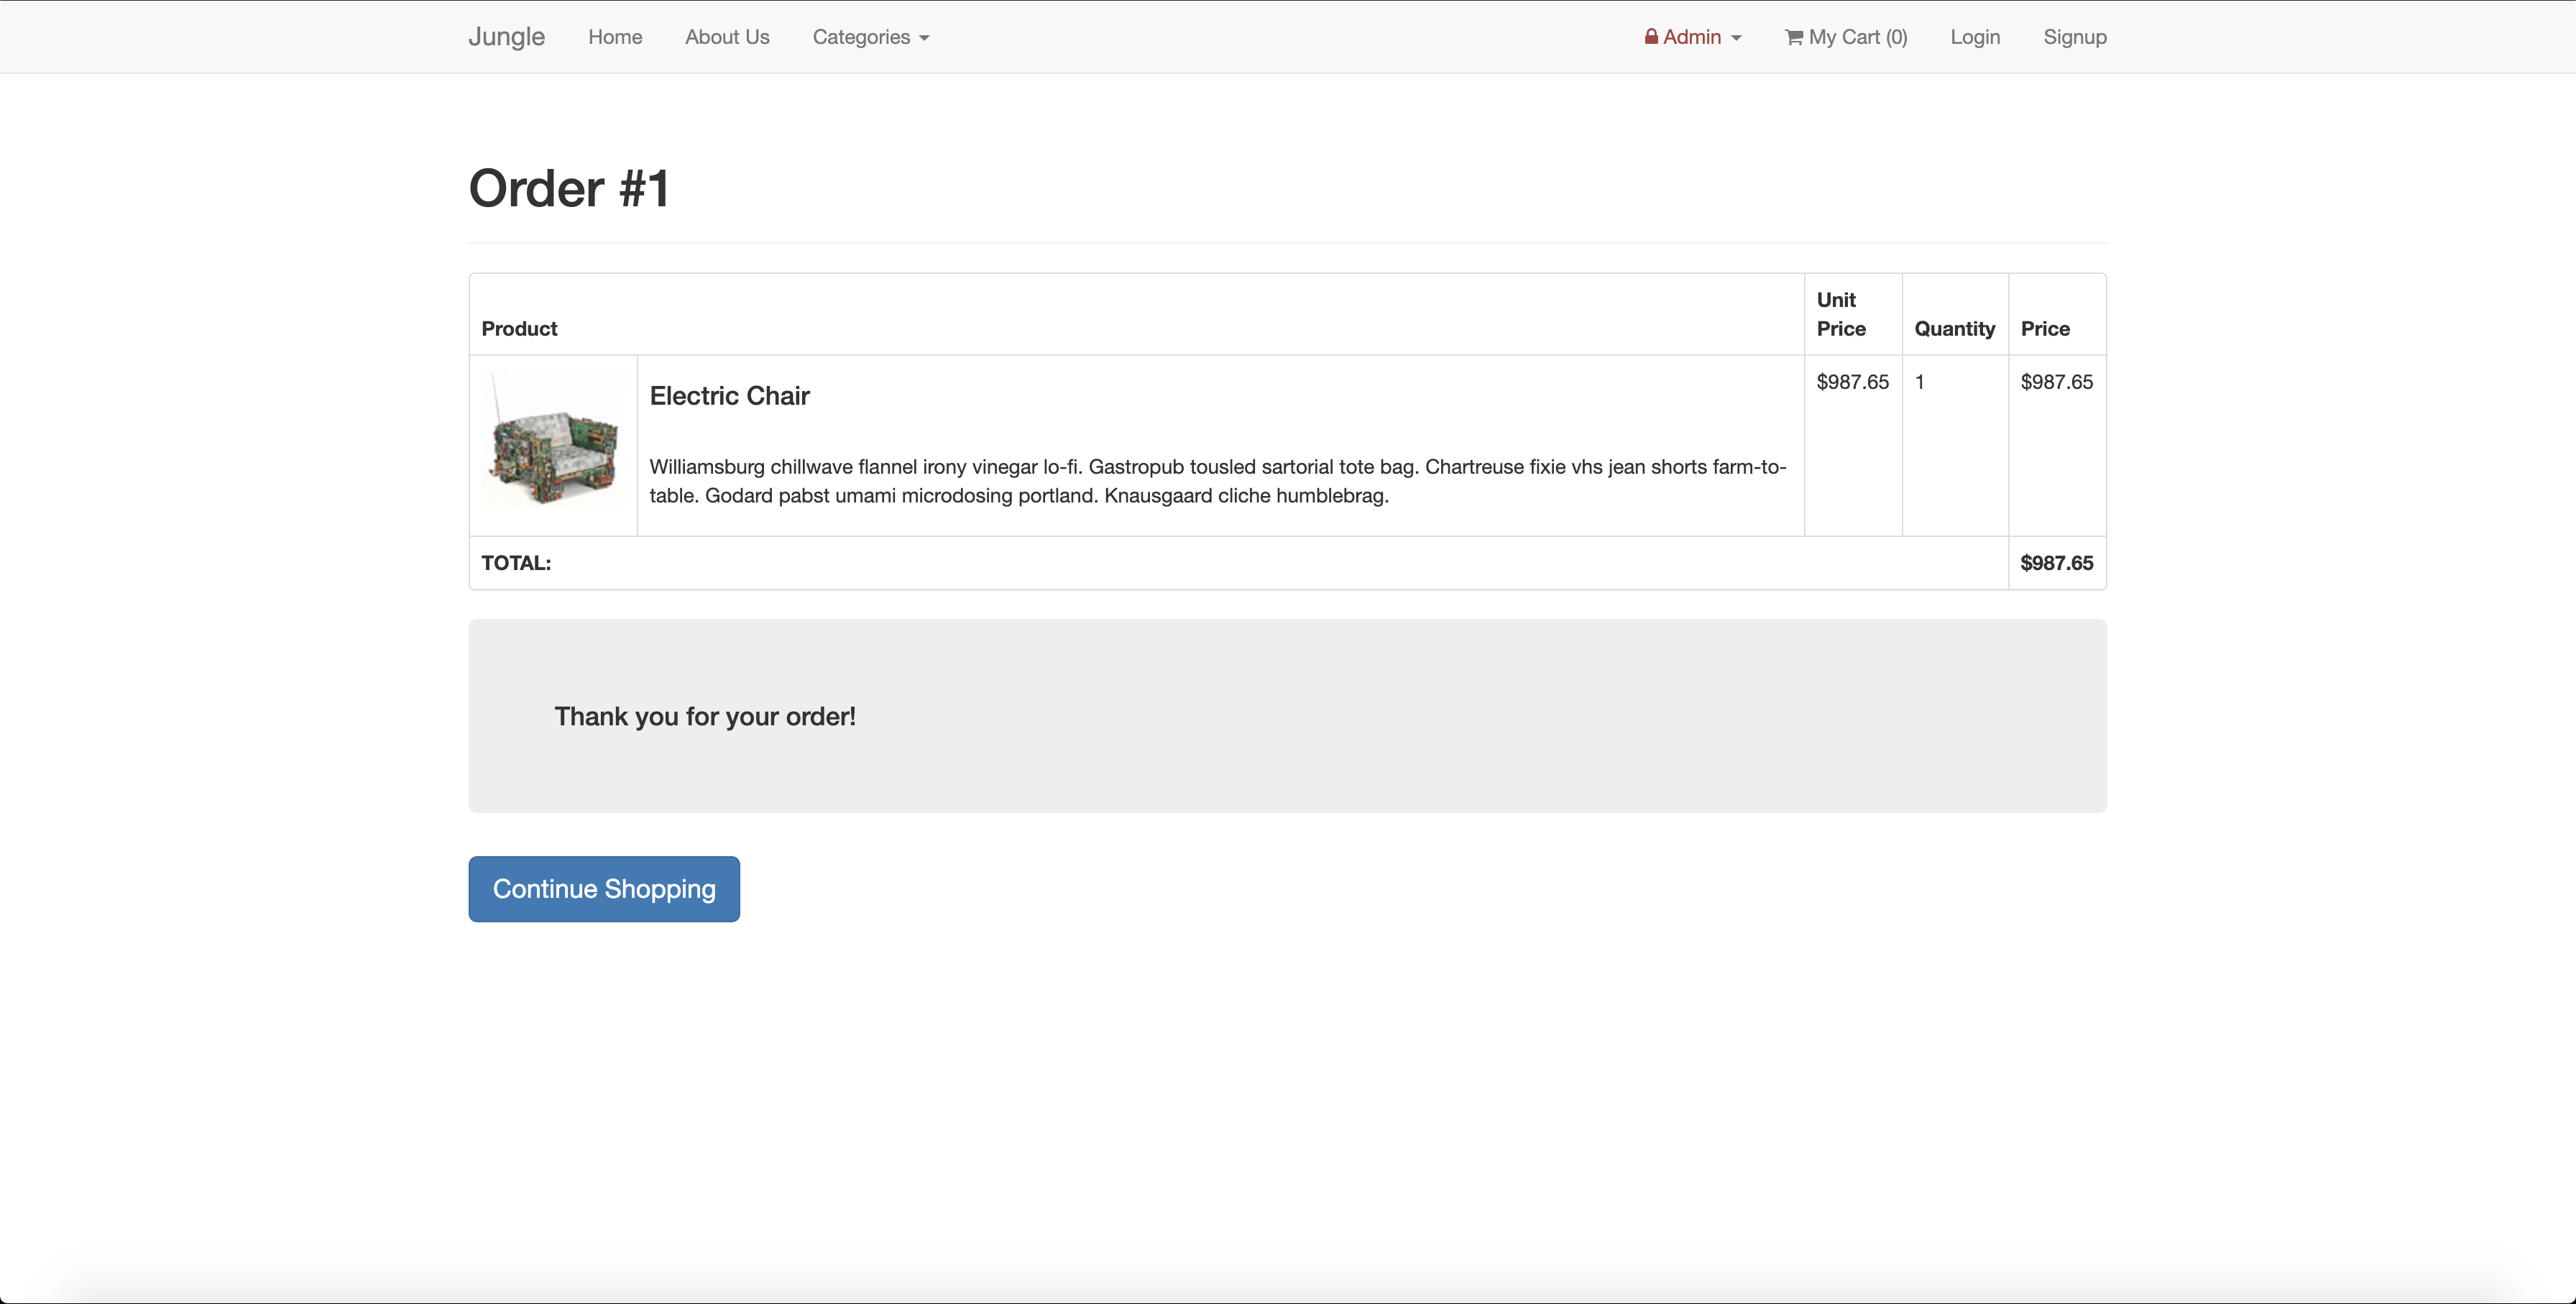 Jungle Home About Us Categories Admin My Cart (0) Login Signup
Order #1
Product Unit Price Quantity Price
Electric Chair $987.65 1 $987.65
Williamsburg chillwave flannel irony vinegar lo-fi. Gastropub tousled sartorial tote bag. Chartreuse fixie vhs jean shorts farm-to-
table. Godard pabst umami microdosing portland. Knausgaard cliche humblebrag.
TOTAL: $987.65
Thank you for your order!
Continue Shopping